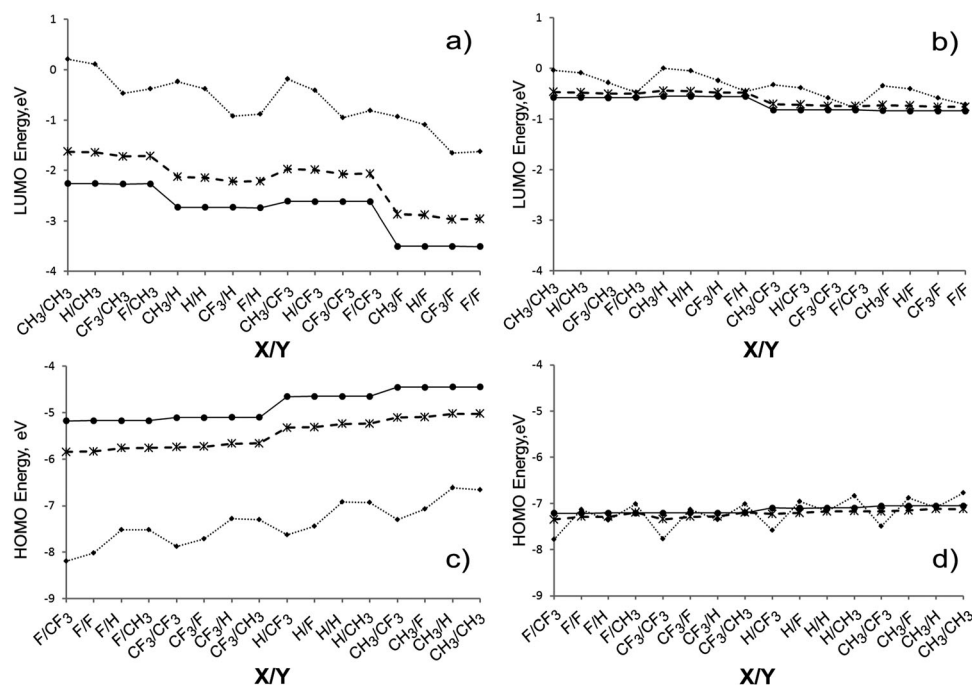 a)
LUMO Energy,eV
1
0
-1
-2
-3
-4
CH3/CH3
H/CH3
CF3/CH3
F/CH3
CH3/H
H/H
CF3/H
F/H
CH3/CF3
H/CF3
CF3/CF3
F/CF3
CH3/F
H/F
CF3/F
F/F
X/Y
b)
LUMO Energy,eV
1
0
-1
-2
-3
-4
CH3/CH3
H/CH3
CF3/CH3
F/CH3
CH3/H
H/H
CF3/H
F/H
CH3/CF3
H/CF3
CF3/CF3
F/CF3
CH3/F
H/F
CF3/F
F/F
X/Y
c)
HOMO Energy, eV
-4
-5
-6
-7
-8
-9
F/CF3
F/F
F/H
F/CH3
CF3/CF3
CF3/F
CF3/H
CF3/CH3
H/CF3
H/F
H/H
H/CH3
CH3/CF3
CH3/F
CH3/H
CH3/CH3
X/Y
d)
HOMO Energy,eV
-4
-5
-6
-7
-8
-9
F/CF3
F/F
F/H
F/CH3
CF3/CF3
CF3/F
CF3/H
CF3/CH3
H/CF3
H/F
H/H
H/CH3
CH3/CF3
CH3/F
CH3/H
CH3/CH3
X/Y